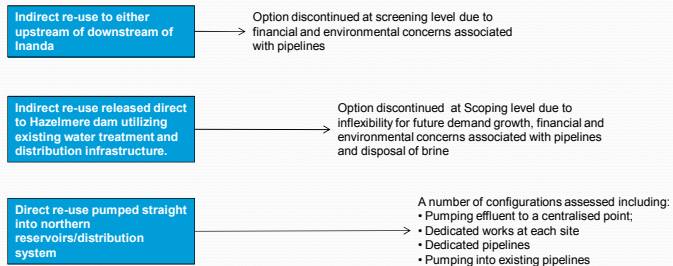 Indirect re-use to either
upstream of downstream of
Inanda
Option discontinued at screening level due to
financial and environmental concerns associated
with pipelines
Indirect re-use released direct
to Hazelmere dam utilizing
existing water treatment and
distribution infrastructure.
Option discontinued at Scoping level due to
inflexibility for future demand growth, financial and
environmental concerns associated with pipelines
and disposal of brine
Direct re-use pumped straight
into northern
reservoirs/distribution
system
A number of configurations assessed including:
• Pumping effluent to a centralised point;
• Dedicated works at each site
• Dedicated pipelines
• Pumping into existing pipelines